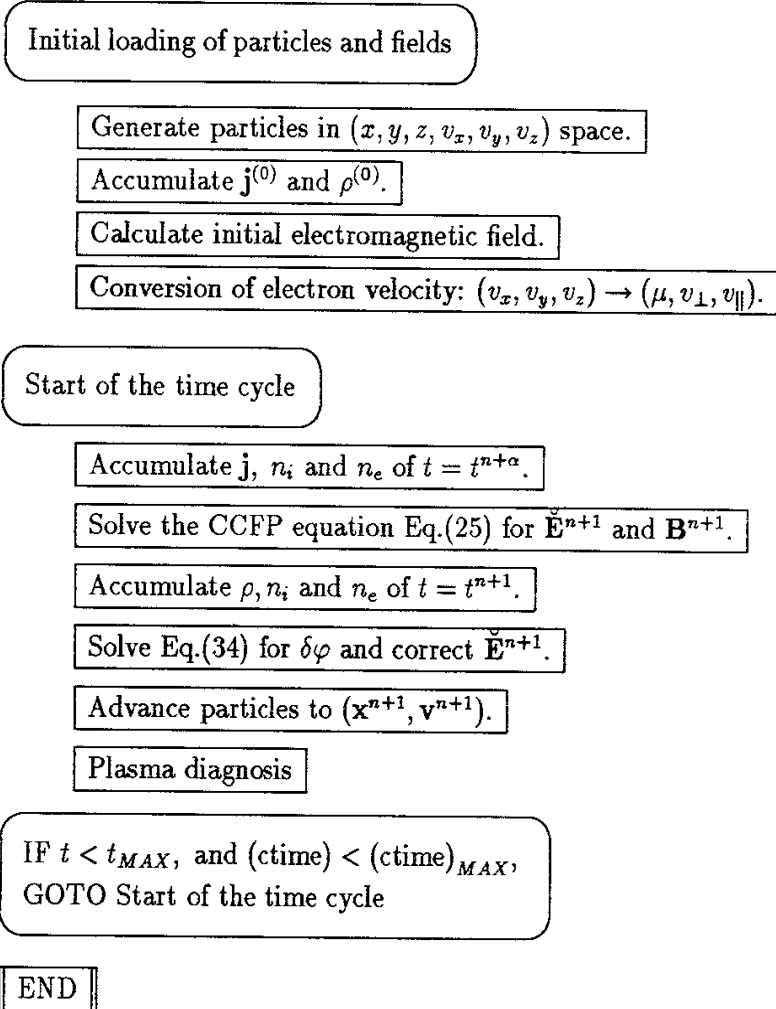 Initial loading of particles and fields
Generate particles in (x, y, z, v_x, v_y, v_z) space.
Accumulate j^(0) and ρ^(0).
Calculate initial electromagnetic field.
Conversion of electron velocity: (v_x, v_y, v_z) → (μ, v_⊥, v_∥).
Start of the time cycle
Accumulate j, n_i and n_e of t = t^{n+α}.
Solve the CCFP equation Eq.(25) for Ĕ^{n+1} and B^{n+1}.
Accumulate ρ, n_i and n_e of t = t^{n+1}.
Solve Eq.(34) for δφ and correct Ĕ^{n+1}.
Advance particles to (x^{n+1}, v^{n+1}).
Plasma diagnosis
IF t < t_{MAX}, and (ctime) < (ctime)_{MAX},
GOTO Start of the time cycle
END